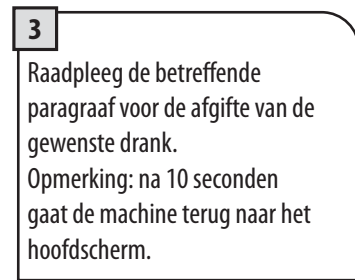 3
Raadpleeg de betreffende
paragraaf voor de afgifte van de
gewenste drank.
Opmerking: na 10 seconden
gaat de machine terug naar het
hoofdscherm.